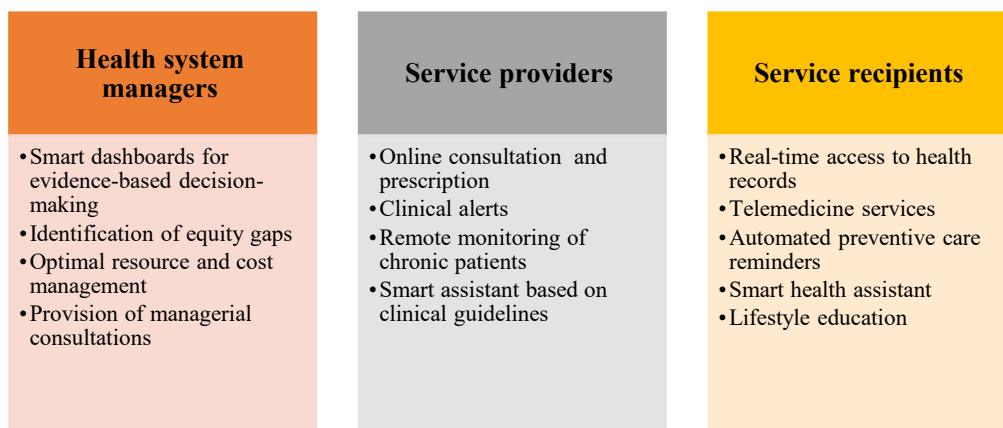 Health system
managers
•Smart dashboards for
evidence-based decision-
making
•Identification of equity gaps
•Optimal resource and cost
management
•Provision of managerial
consultations
Service providers
•Online consultation and
prescription
•Clinical alerts
•Remote monitoring of
chronic patients
•Smart assistant based on
clinical guidelines
Service recipients
•Real-time access to health
records
•Telemedicine services
•Automated preventive care
reminders
•Smart health assistant
•Lifestyle education